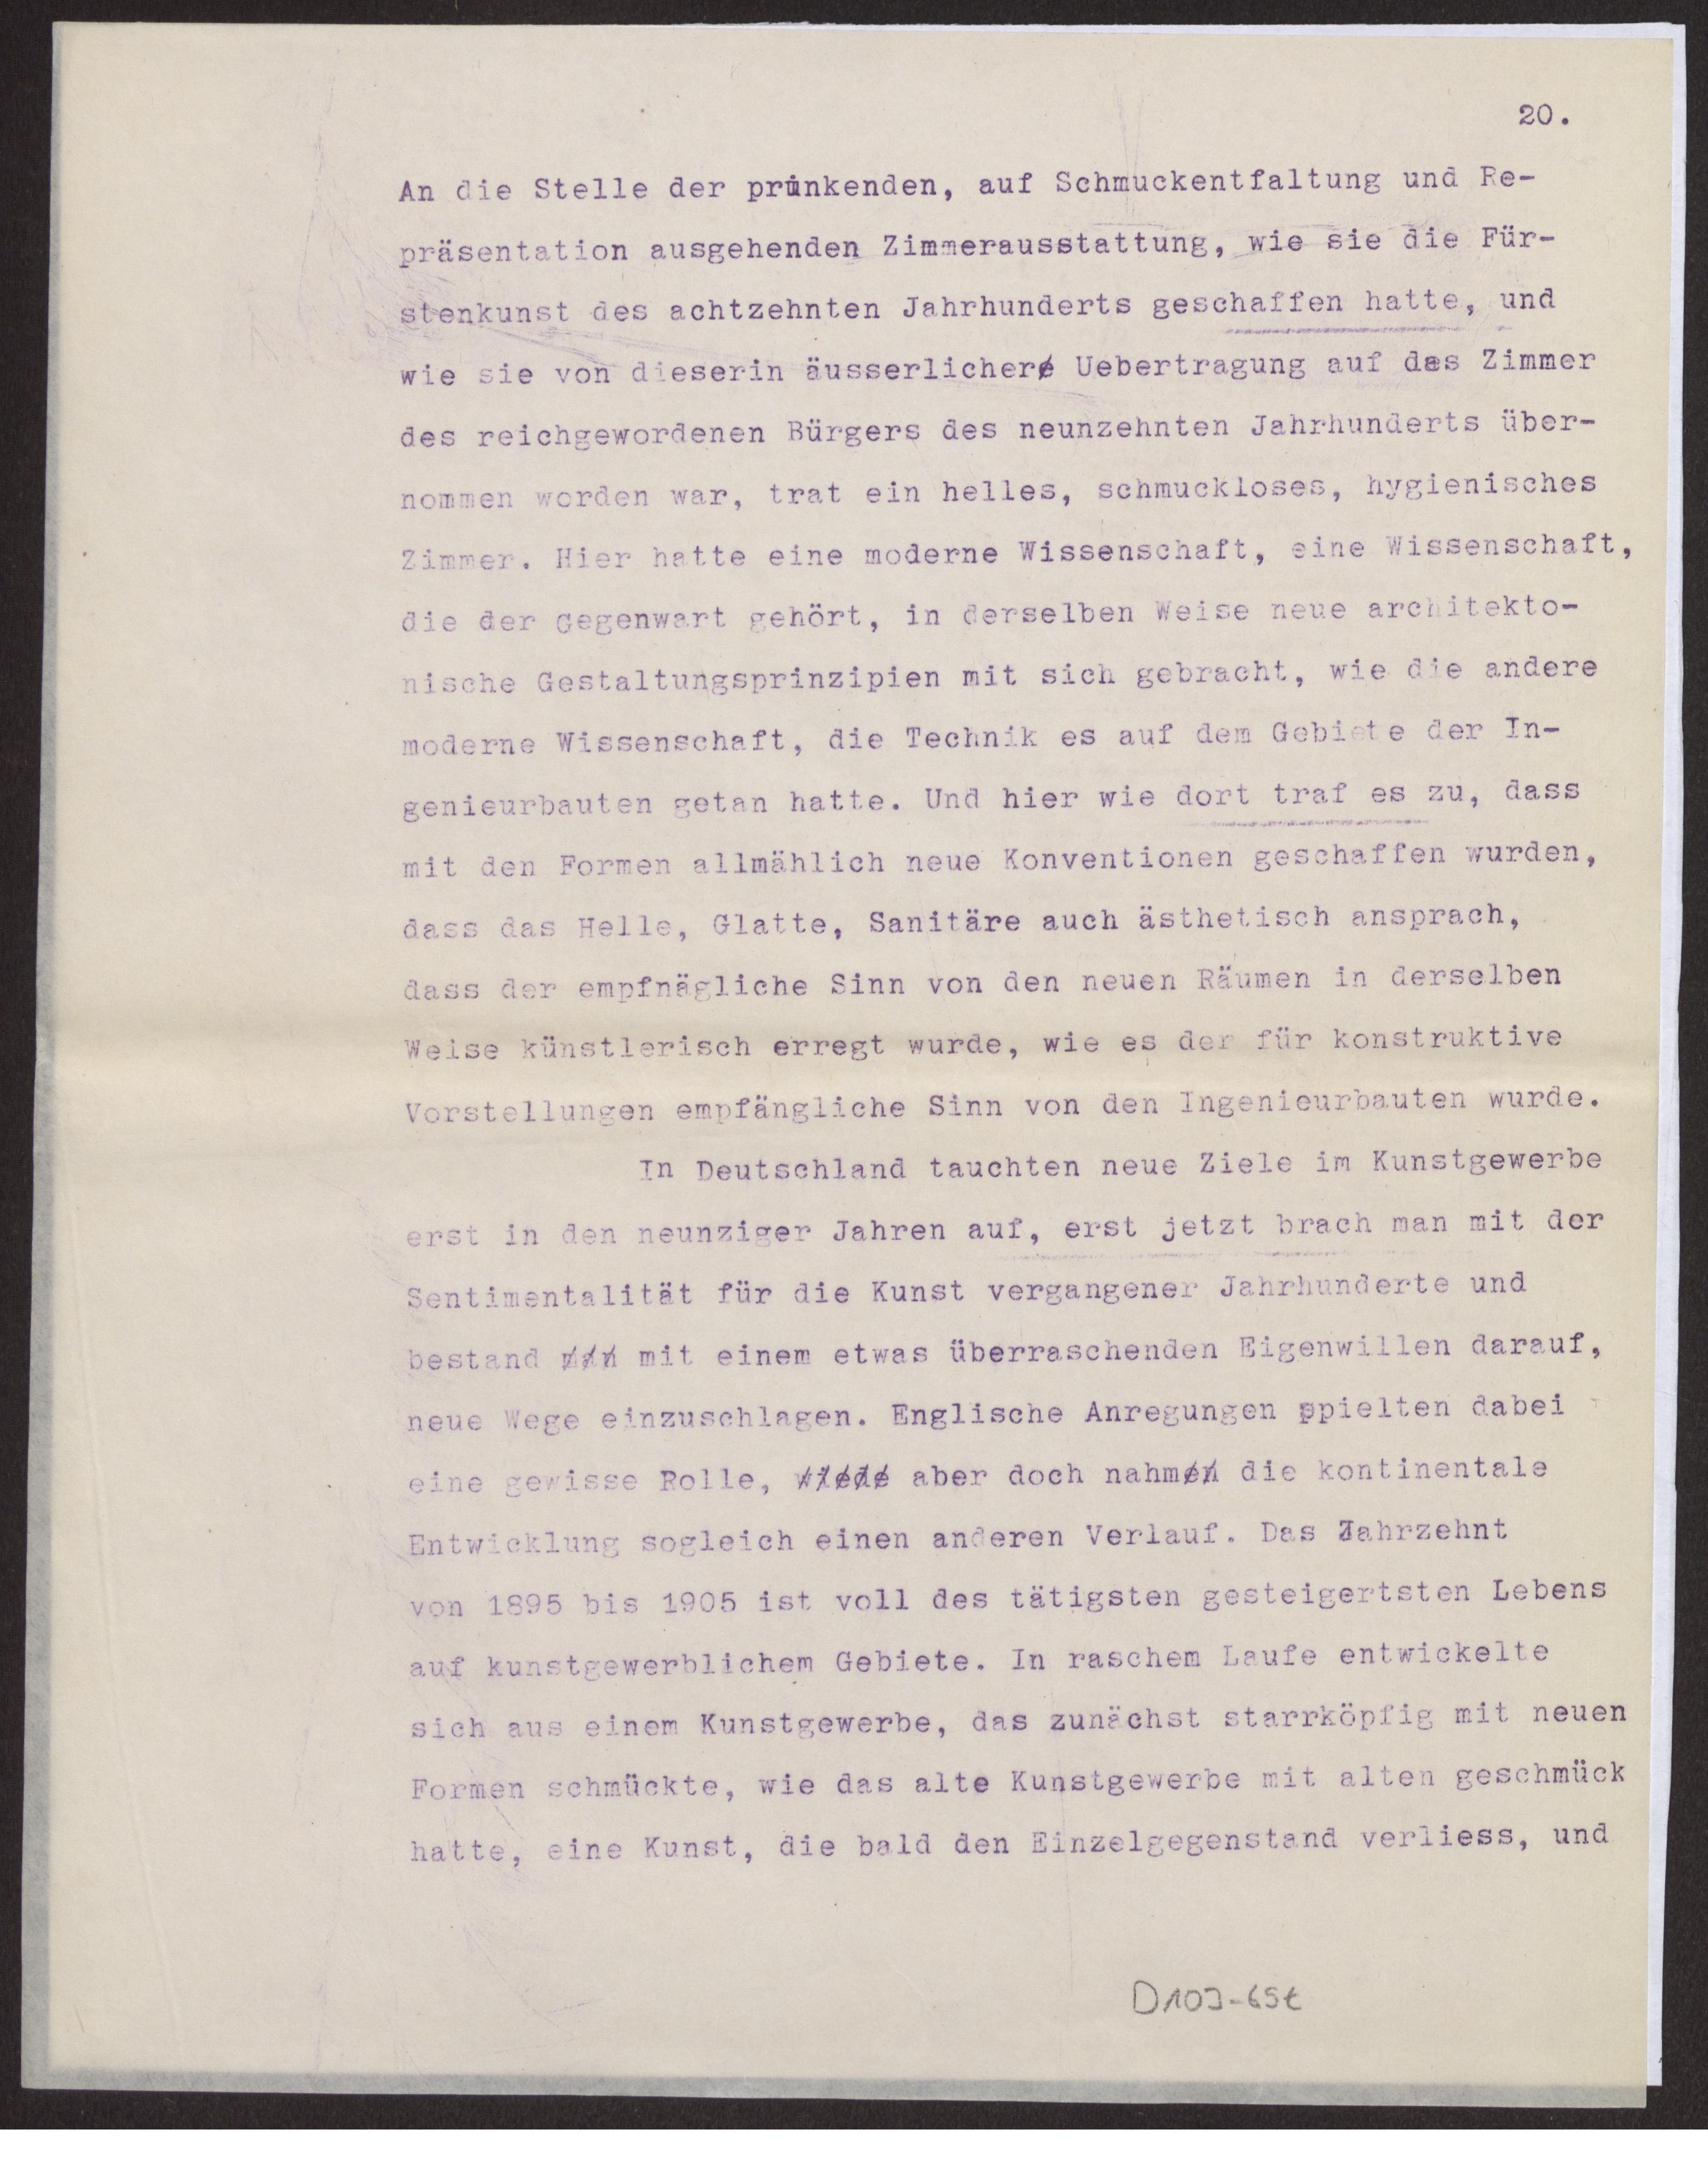 20.
An die Stelle der prunkenden, auf Schmuckentfaltung und Re-
präsentation ausgehenden Zimmerausstattung, wie sie die Für-
stenkunst des achtzehnten Jahrhunderts geschaffen hatte, und
wie sie von dieserin äusserlicher Uebertragung auf das Zimmer
des reichgewordenen Bürgers des neunzehnten Jahrhunderts über-
nommen worden war, trat ein helles, schmuckloses, hygienisches
Zimmer. Hier hatte eine moderne Wissenschaft, eine Wissenschaft,
die der Gegenwart gehört, in derselben Weise neue architekto-
nische Gestaltungsprinzipien mit sich gebracht, wie die andere
moderne Wissenschaft, die Technik es auf dem Gebiete der In-
genieurbauten getan hatte. Und hier wie dort traf es zu, dass
mit den Formen allmählich neue Konventionen geschaffen wurden,
dass das Helle, Glatte, Sanitäre auch ästhetisch ansprach,
dass der empfnägliche Sinn von den neuen Räumen in derselben
Weise künstlerisch erregt wurde, wie es der für konstruktive
Vorstellungen empfängliche Sinn von den Ingenieurbauten wurde.
In Deutschland tauchten neue Ziele im Kunstgewerbe
erst in den neunziger Jahren auf, erst jetzt brach man mit der
Sentimentalität für die Kunst vergangener Jahrhunderte und
bestand mit einem etwas überraschenden Eigenwillen darauf,
neue Wege einzuschlagen. Englische Anregungen spielten dabei
eine gewisse Rolle, aber doch nahm die kontinentale
Entwicklung sogleich einen anderen Verlauf. Das Jahrzehnt
von 1895 bis 1905 ist voll des tätigsten gesteigertsten Lebens
auf kunstgewerblichem Gebiete. In raschem Laufe entwickelte
sich aus einem Kunstgewerbe, das zunächst starrköpfig mit neuen
Formen schmückte, wie das alte Kunstgewerbe mit alten geschmück
hatte, eine Kunst, die bald den Einzelgegenstand verliess, und